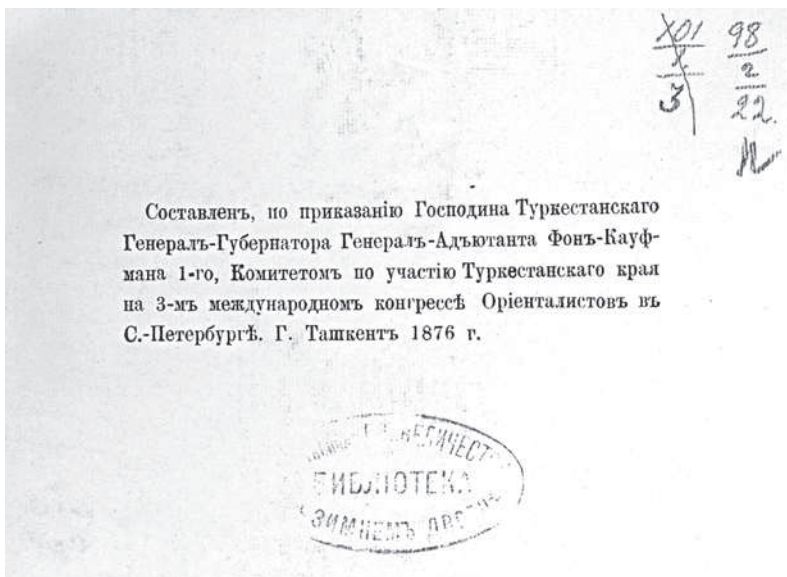 98
2
3
22.
Составленъ, по приказанію Господина Туркестанскаго
Генералъ-Губернатора Генералъ-Адъютанта Фонъ-Кауф-
мана 1-го, Комитетомъ по участію Туркестанскаго края
на 3-мъ международномъ конгрессѣ Оріенталистовъ въ
С.-Петербургѣ. Г. Ташкентъ 1876 г.
БИБЛІОТЕКА
ЗИМНЕМЪ